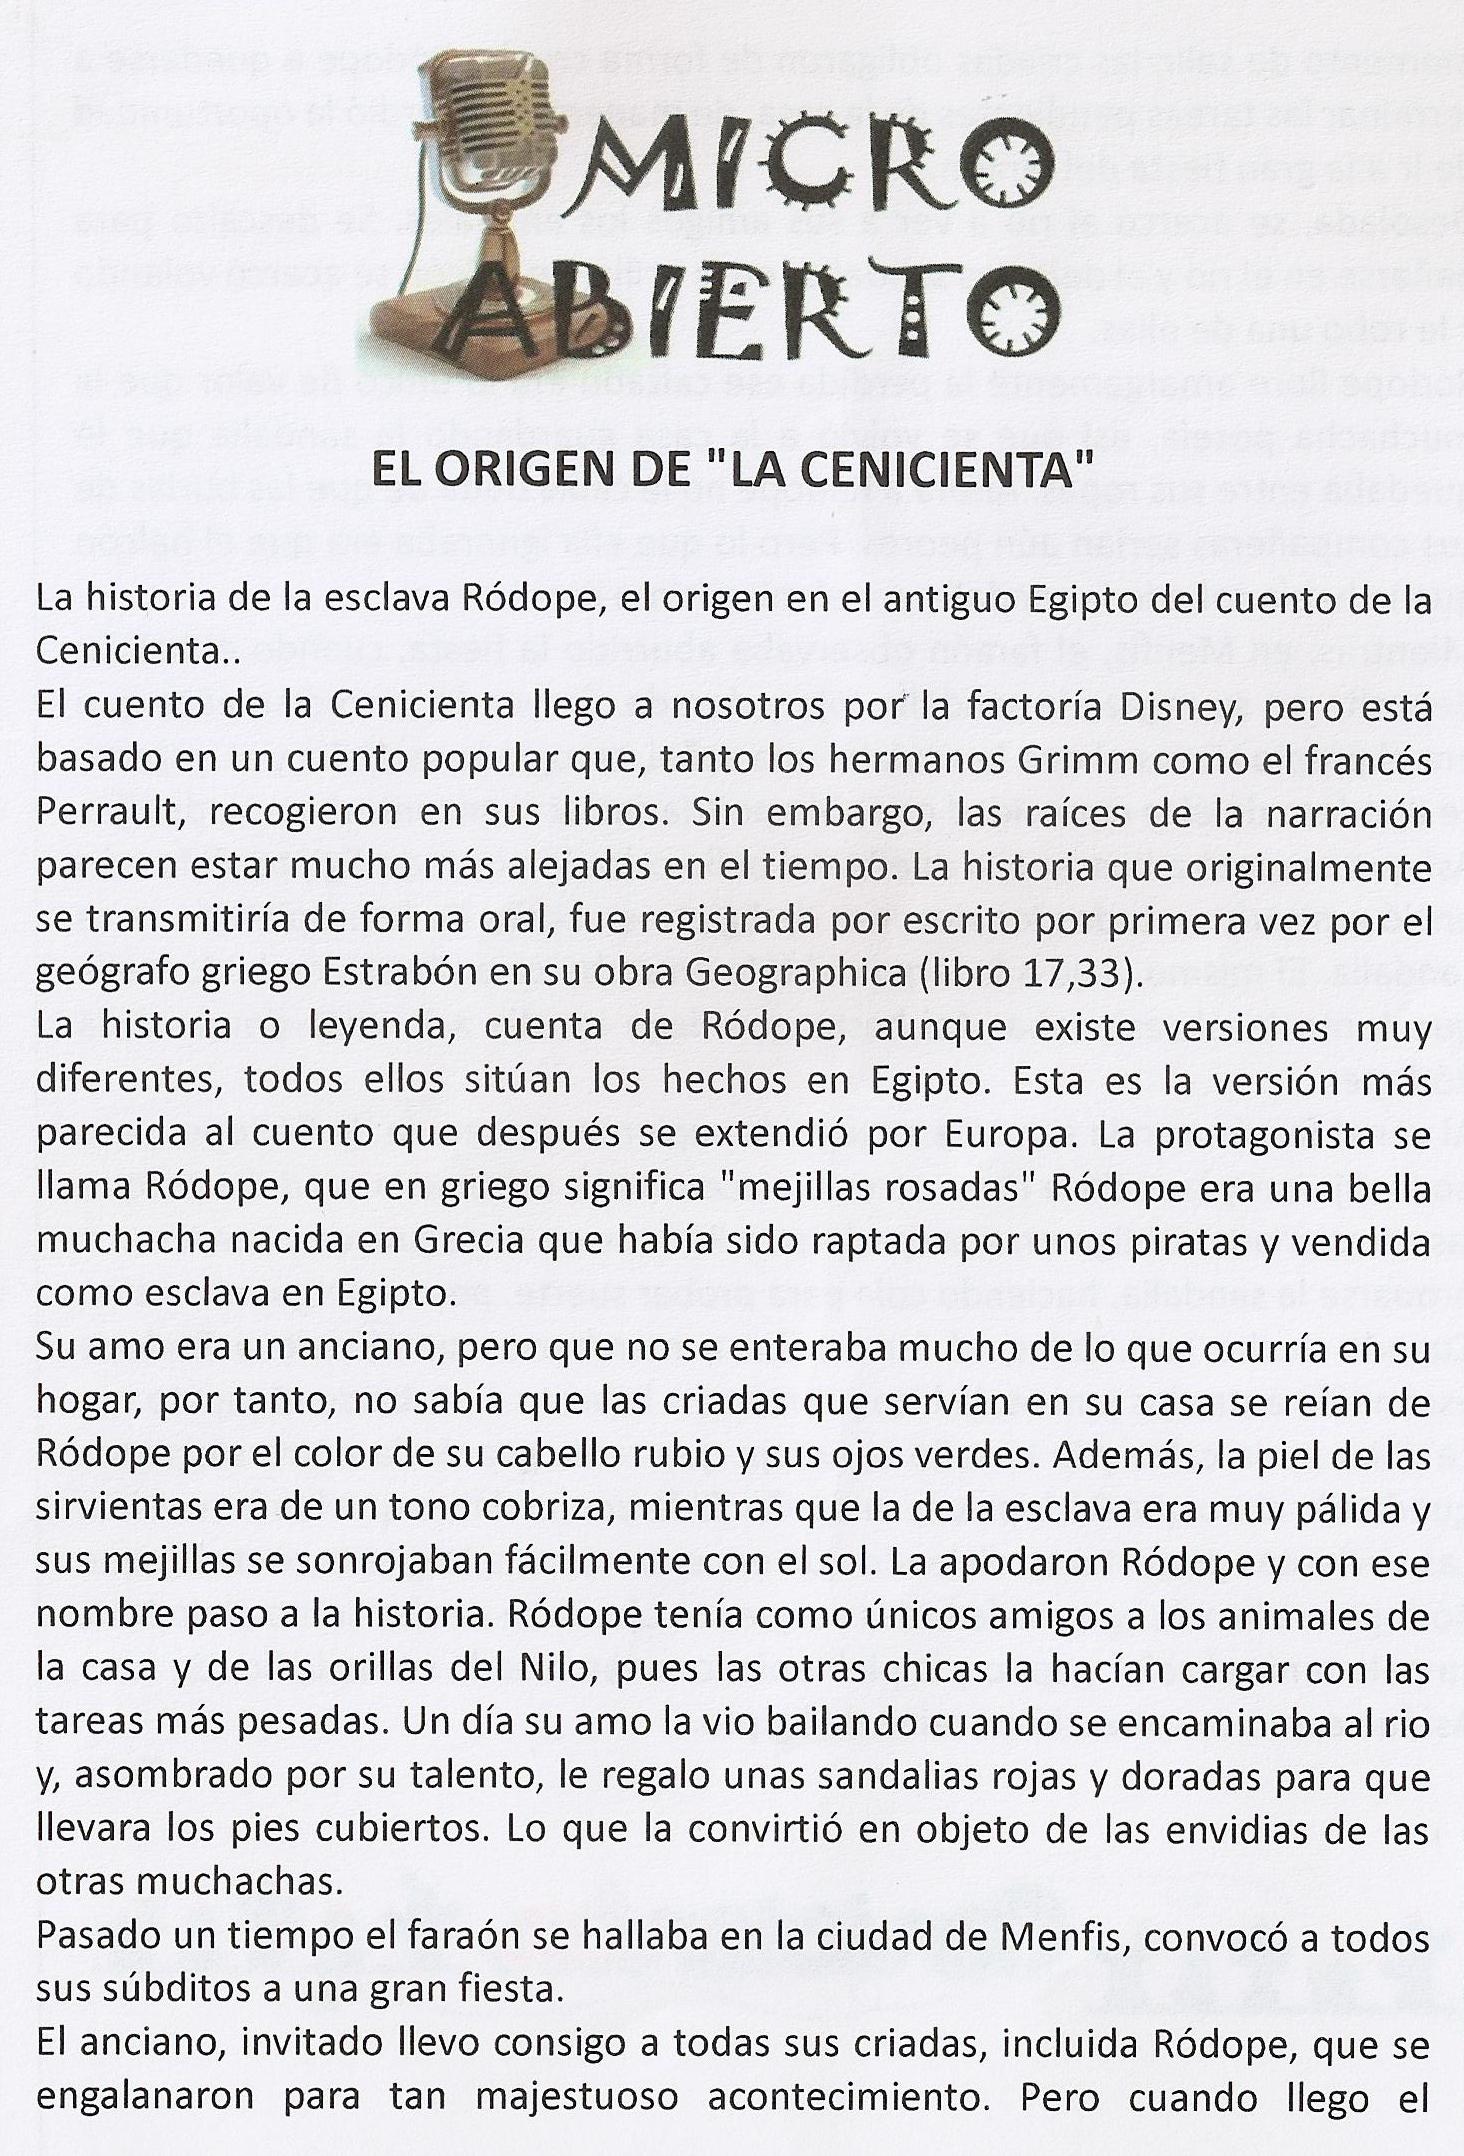 MICRO
ABIERTO
EL ORIGEN DE "LA CENICIENTA"
La historia de la esclava Ródope, el origen en el antiguo Egipto del cuento de la
Cenicienta..
El cuento de la Cenicienta llego a nosotros por la factoría Disney, pero está
basado en un cuento popular que, tanto los hermanos Grimm como el francés
Perrault, recogieron en sus libros. Sin embargo, las raíces de la narración
parecen estar mucho más alejadas en el tiempo. La historia que originalmente
se transmitiría de forma oral, fue registrada por escrito por primera vez por el
geógrafo griego Estrabón en su obra Geographica (libro 17,33).
La historia o leyenda, cuenta de Ródope, aunque existe versiones muy
diferentes, todos ellos sitúan los hechos en Egipto. Esta es la versión más
parecida al cuento que después se extendió por Europa. La protagonista se
llama Ródope, que en griego significa "mejillas rosadas" Ródope era una bella
muchacha nacida en Grecia que había sido raptada por unos piratas y vendida
como esclava en Egipto.
Su amo era un anciano, pero que no se enteraba mucho de lo que ocurría en su
hogar, por tanto, no sabía que las criadas que servían en su casa se reían de
Ródope por el color de su cabello rubio y sus ojos verdes. Además, la piel de las
sirvientas era de un tono cobriza, mientras que la de la esclava era muy pálida y
sus mejillas se sonrojaban fácilmente con el sol. La apodaron Ródope y con ese
nombre paso a la historia. Ródope tenía como únicos amigos a los animales de
la casa y de las orillas del Nilo, pues las otras chicas la hacían cargar con las
tareas más pesadas. Un día su amo la vio bailando cuando se encaminaba al rio
y, asombrado por su talento, le regalo unas sandalias rojas y doradas para que
llevara los pies cubiertos. Lo que la convirtió en objeto de las envidias de las
otras muchachas.
Pasado un tiempo el faraón se hallaba en la ciudad de Menfis, convocó a todos
sus súbditos a una gran fiesta.
El anciano, invitado llevo consigo a todas sus criadas, incluida Ródope, que se
engalanaron para tan majestuoso acontecimiento. Pero cuando llego el